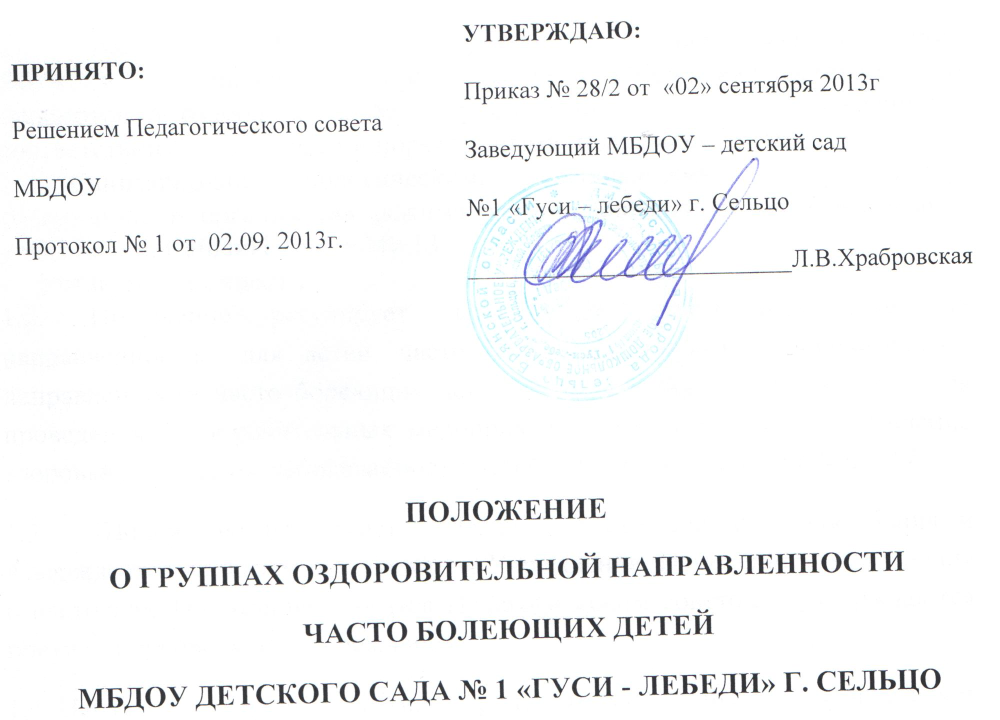 ПРИНЯТО:
Решением Педагогического совета
МБДОУ
Протокол № 1 от 02.09. 2013г.
УТВЕРЖДАЮ:
Приказ № 28/2 от «02» сентября 2013г
Заведующий МБДОУ – детский сад
№1 «Гуси – лебеди» г. Сельцо
Л.В.Храбровская
ПОЛОЖЕНИЕ
О ГРУППАХ ОЗДОРОВИТЕЛЬНОЙ НАПРАВЛЕННОСТИ
ЧАСТО БОЛЕЮЩИХ ДЕТЕЙ
МБДОУ ДЕТСКОГО САДА № 1 «ГУСИ - ЛЕБЕДИ» Г. СЕЛЬЦО